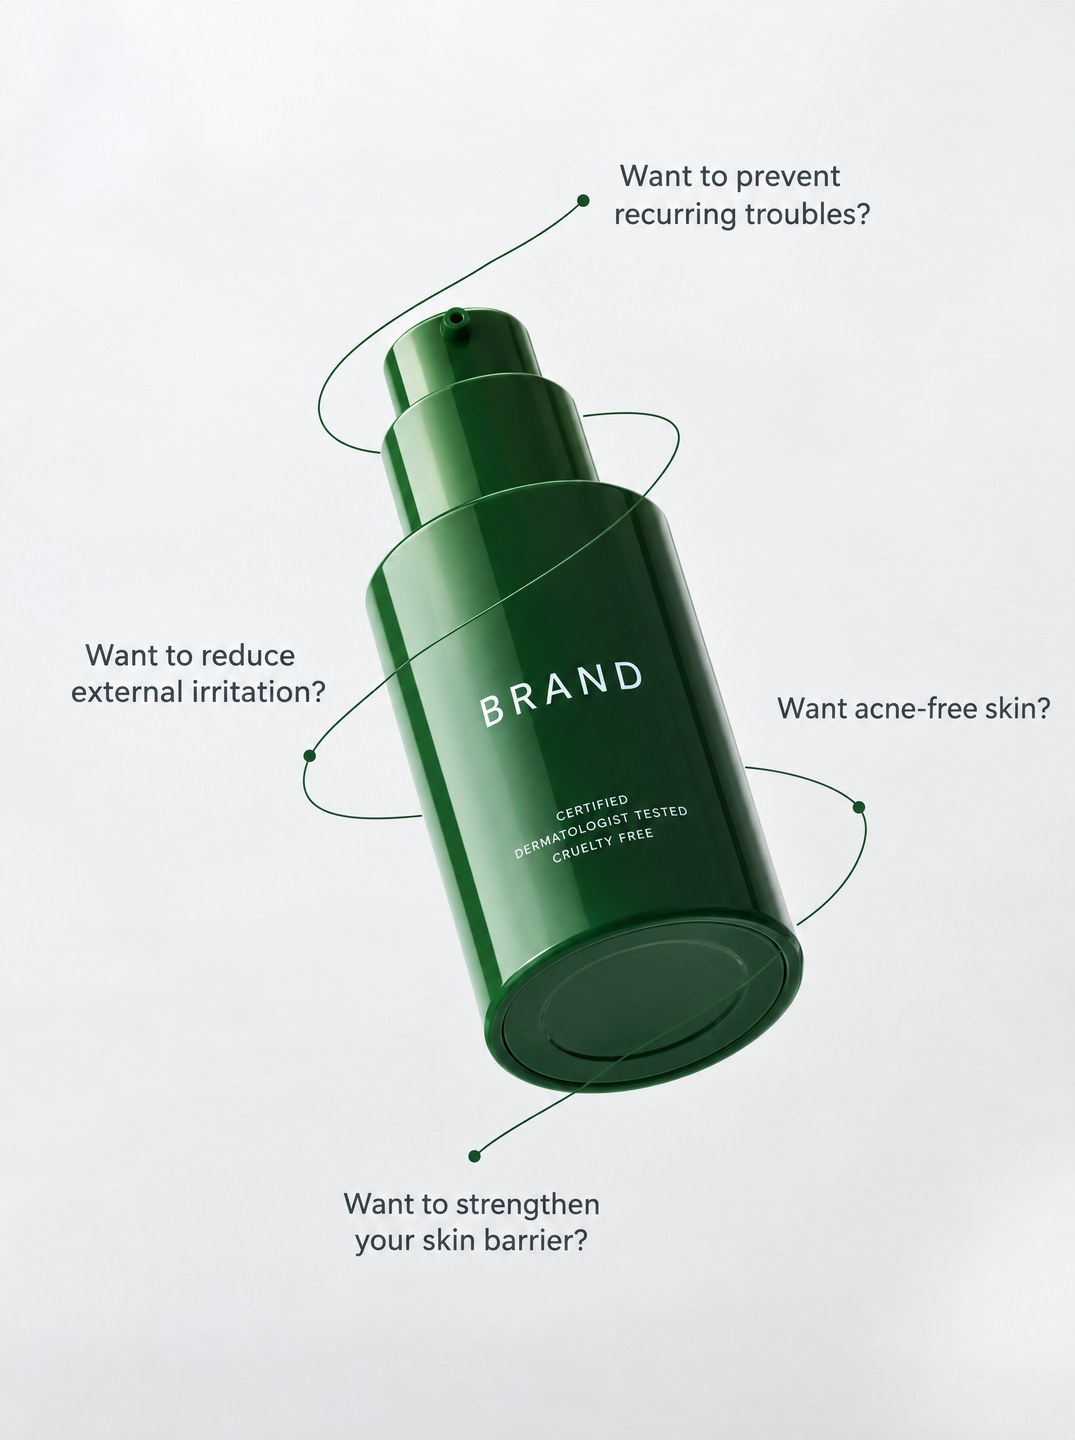 Want to prevent
recurring troubles?
Want to reduce
external irritation?
BRAND
Want acne-free skin?
CERTIFIED
DERMATOLOGIST TESTED
CRUELTY FREE
Want to strengthen
your skin barrier?